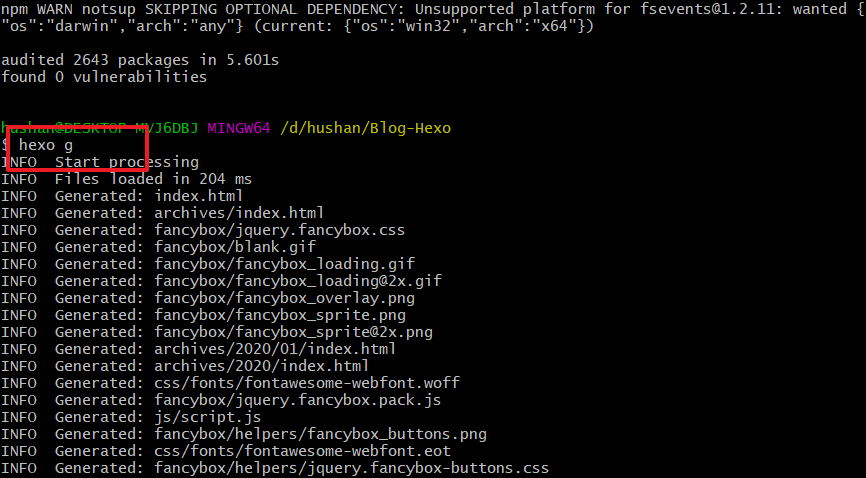 npm WARN notsup SKIPPING OPTIONAL DEPENDENCY: Unsupported platform for fsevents@1.2.11: wanted {
"os":"darwin","arch":"any"} (current: {"os":"win32","arch":"x64"})
audited 2643 packages in 5.601s
found 0 vulnerabilities
hushan@DESKTOP-MVJ6DBJ MINGW64 /d/hushan/Blog-Hexo
$ hexo g
INFO  Start processing
INFO  Files loaded in 204 ms
INFO  Generated: index.html
INFO  Generated: archives/index.html
INFO  Generated: fancybox/jquery.fancybox.css
INFO  Generated: fancybox/blank.gif
INFO  Generated: fancybox/fancybox_loading.gif
INFO  Generated: fancybox/fancybox_loading@2x.gif
INFO  Generated: fancybox/fancybox_overlay.png
INFO  Generated: fancybox/fancybox_sprite.png
INFO  Generated: fancybox/fancybox_sprite@2x.png
INFO  Generated: archives/2020/01/index.html
INFO  Generated: archives/2020/index.html
INFO  Generated: css/fonts/fontawesome-webfont.woff
INFO  Generated: fancybox/jquery.fancybox.pack.js
INFO  Generated: js/script.js
INFO  Generated: fancybox/helpers/fancybox_buttons.png
INFO  Generated: css/fonts/fontawesome-webfont.eot
INFO  Generated: fancybox/helpers/jquery.fancybox-buttons.css